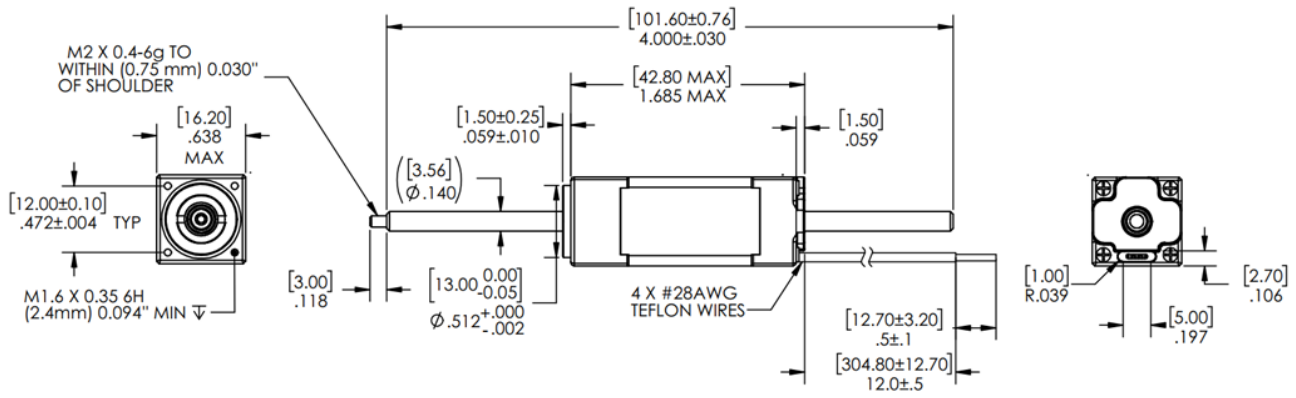 [101.60±0.76]
4.000±.030
M2 X 0.4-6g TO
WITHIN (0.75 mm) 0.030"
OF SHOULDER
[42.80 MAX]
1.685 MAX
[16.20]
.638
MAX
[1.50±0.25]
.059±.010
[1.50]
.059
([3.56])
(Ø.140)
[12.00±0.10]
.472±.004 TYP
M1.6 X 0.35 6H
(2.4mm) 0.094" MIN ↧
[3.00]
.118
[13.00 0.00 -0.05]
Ø.512 +.000 -.002
4 X #28AWG
TEFLON WIRES
[12.70±3.20]
.5±.1
[304.80±12.70]
12.0±.5
[1.00]
R.039
[2.70]
.106
[5.00]
.197